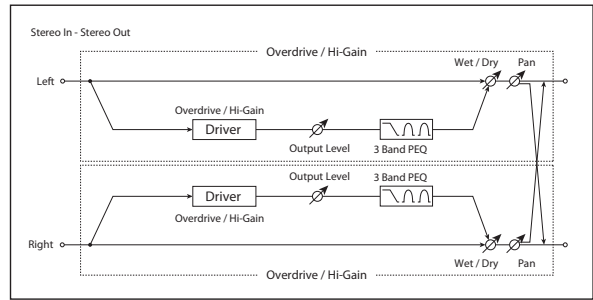 Stereo In - Stereo Out
Overdrive / Hi-Gain
Wet / Dry Pan
Left
Overdrive / Hi-Gain
Driver
Output Level 3 Band PEQ
Output Level 3 Band PEQ
Driver
Overdrive / Hi-Gain
Right
Wet / Dry Pan
Overdrive / Hi-Gain